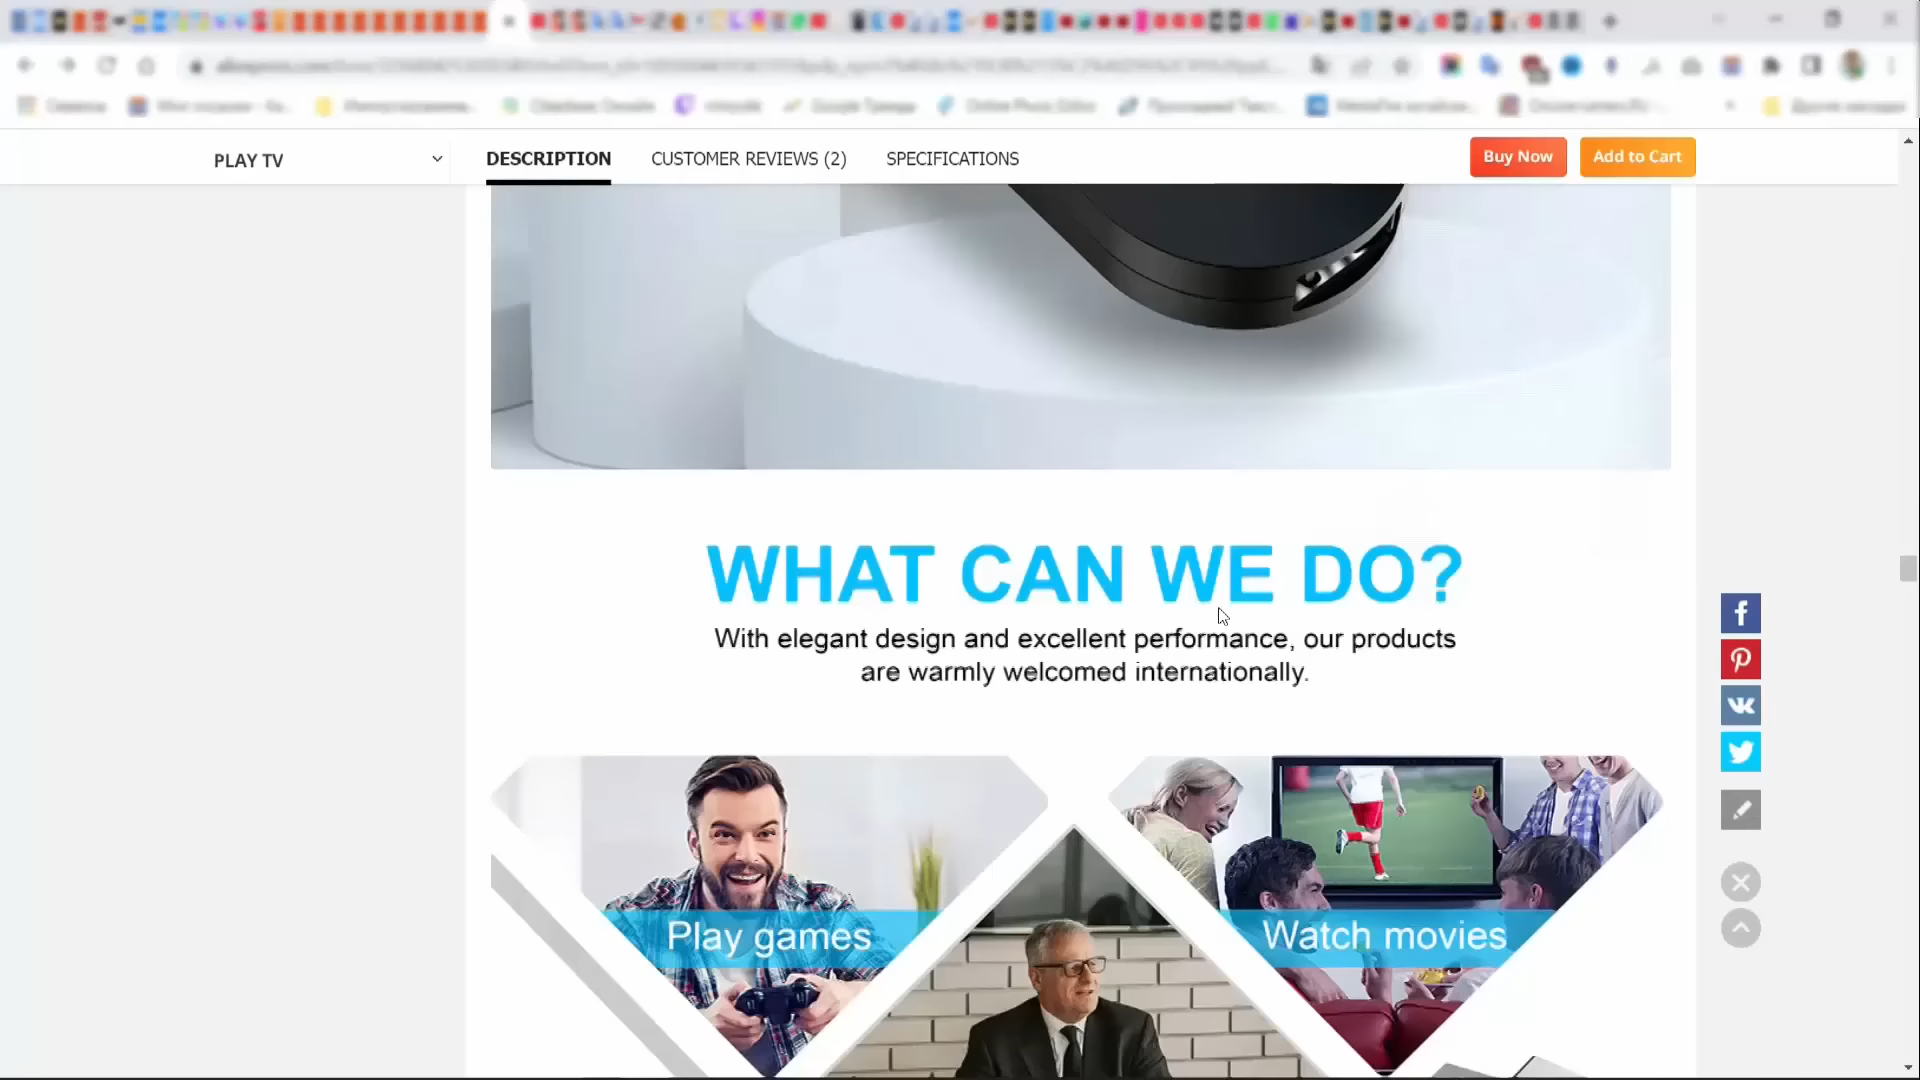 PLAY TV
DESCRIPTION
CUSTOMER REVIEWS (2)
SPECIFICATIONS
Buy Now
Add to Cart
WHAT CAN WE DO?
With elegant design and excellent performance, our products
are warmly welcomed internationally.
Play games
Watch movies